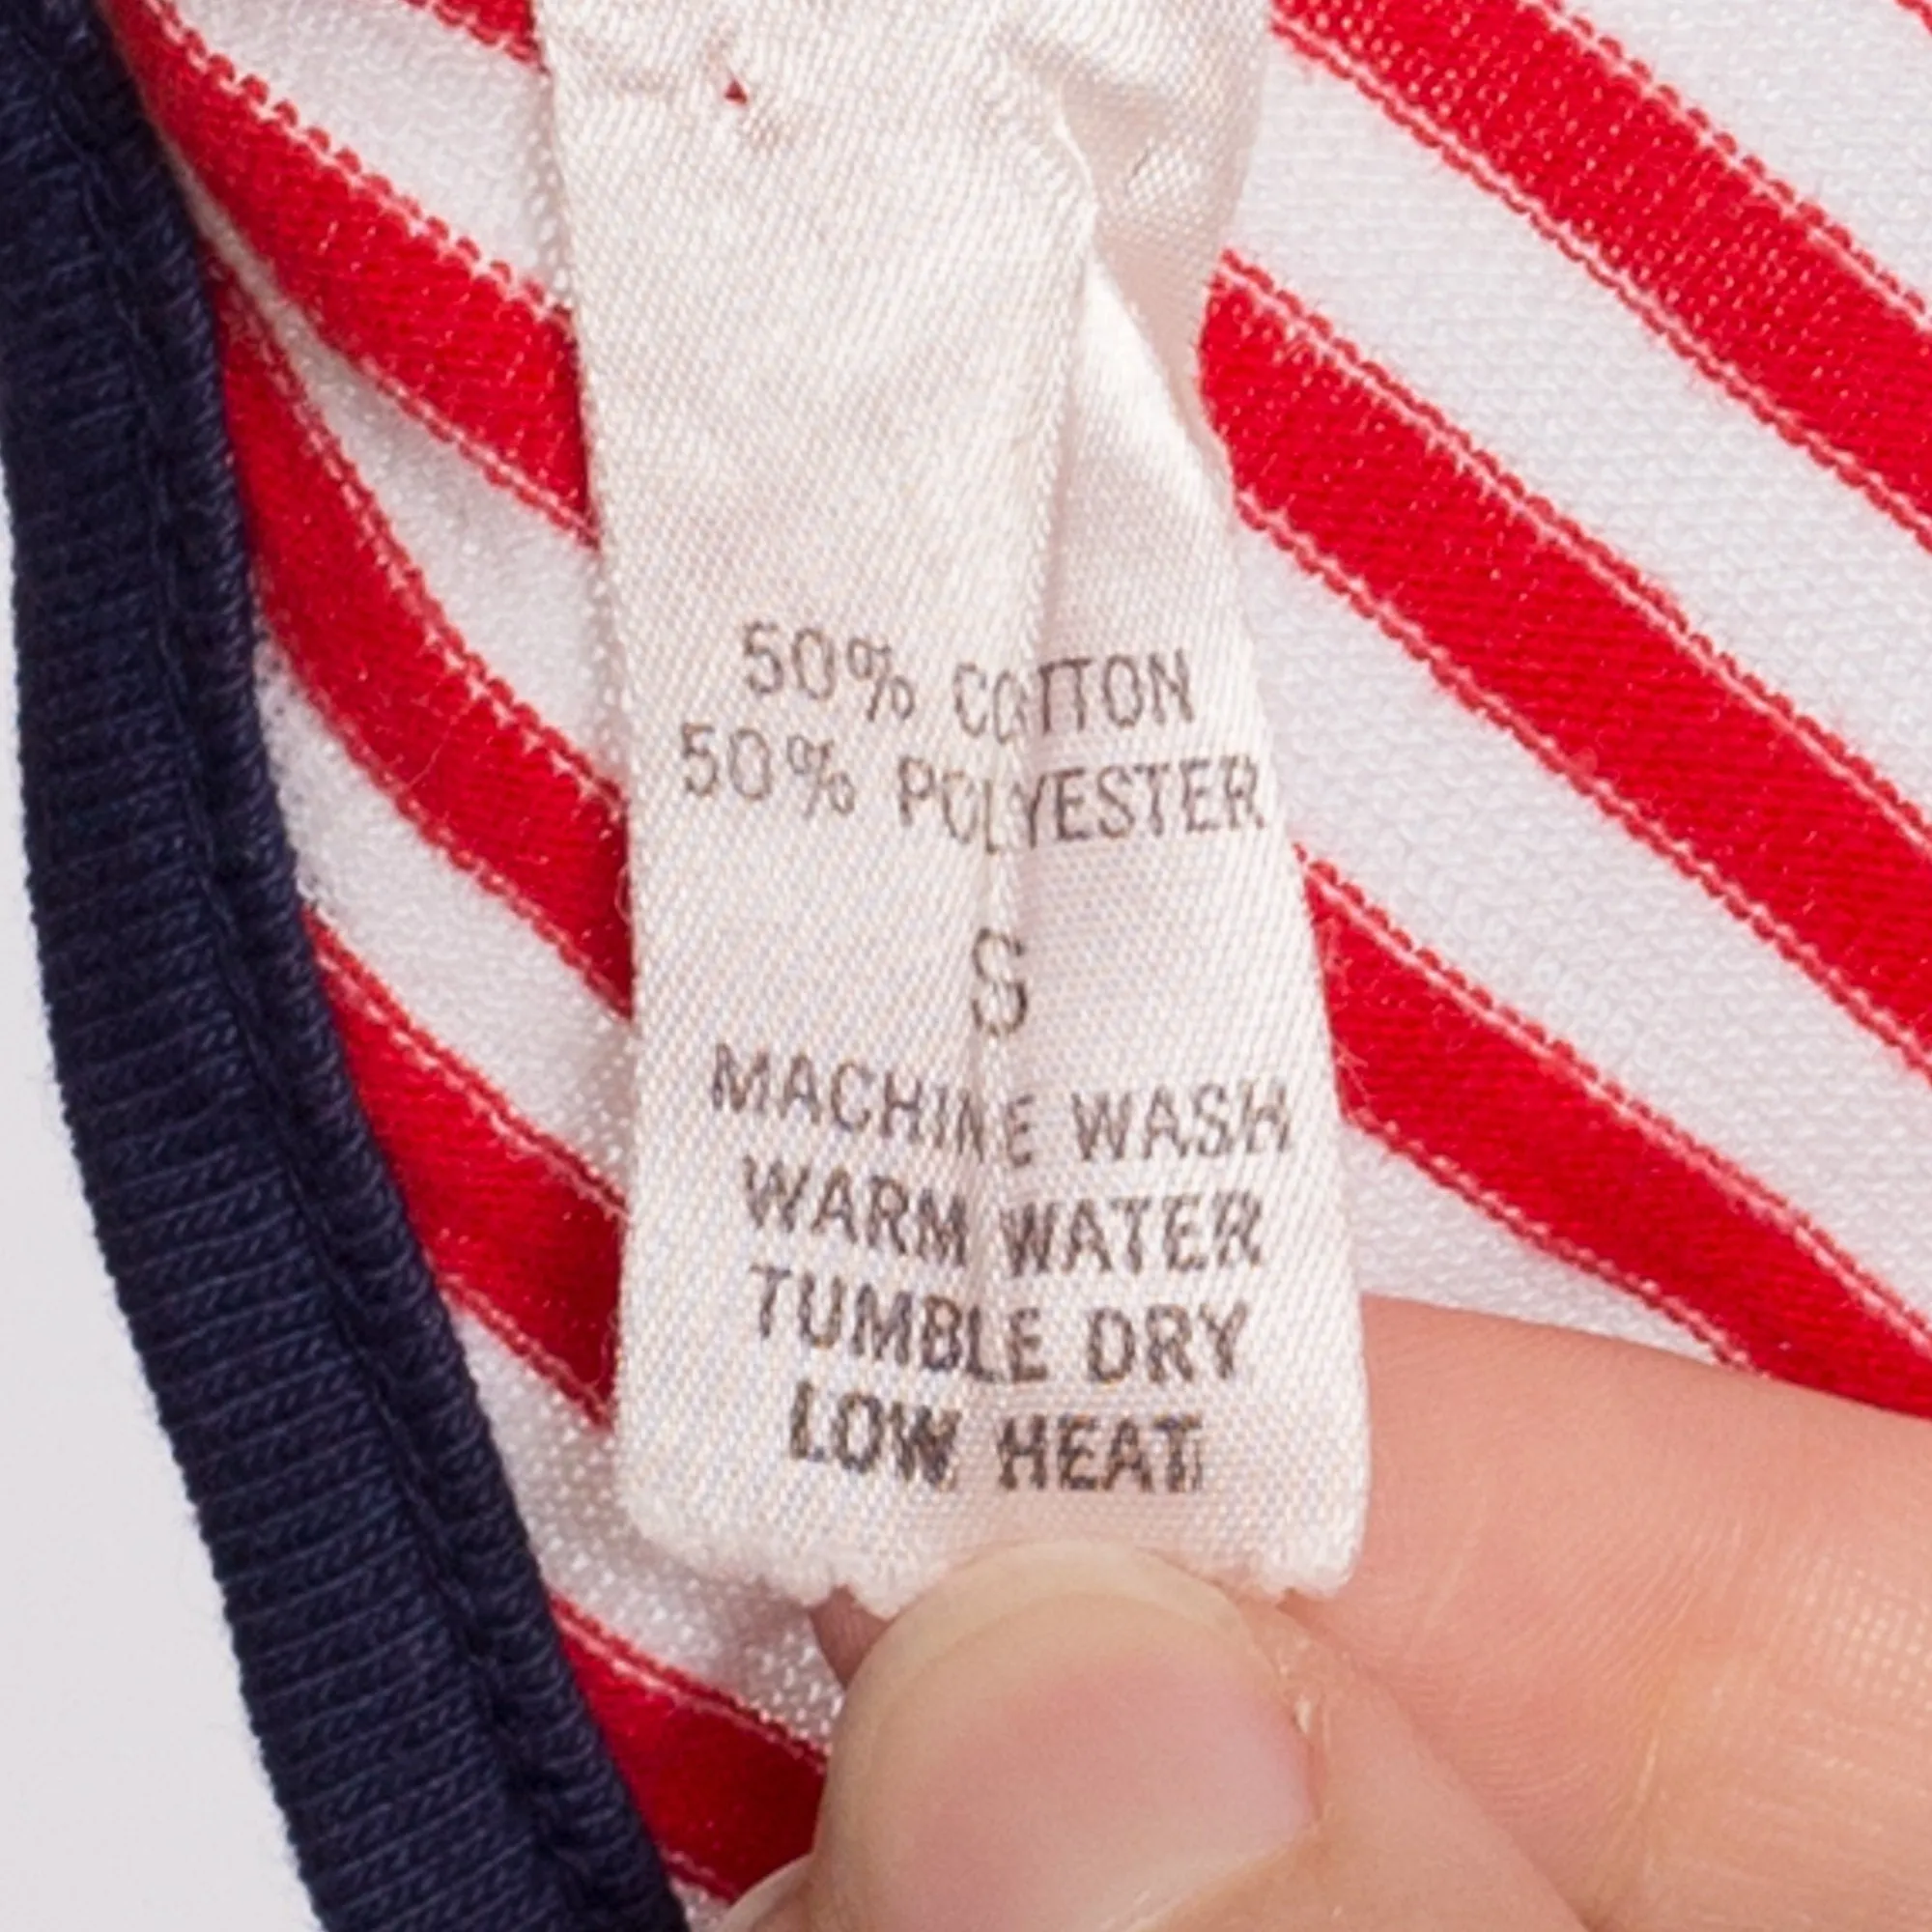 50% COTTON
50% POLYESTER
S
MACHINE WASH
WARM WATER
TUMBLE DRY
LOW HEAT